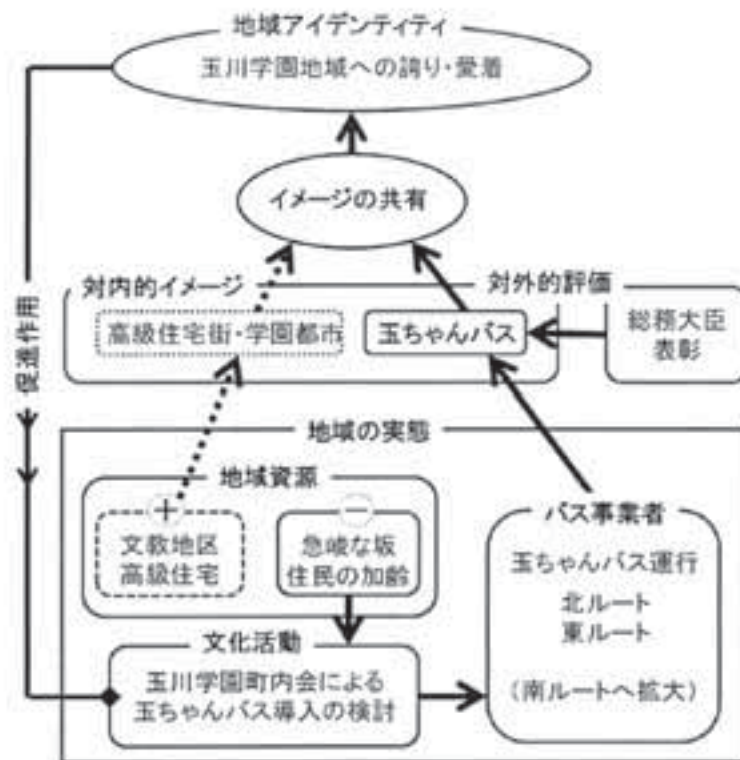 地域アイデンティティ
玉川学園地域への誇り・愛着
イメージの共有
対内的イメージ
対外的評価
高級住宅街・学園都市
玉ちゃんバス
総務大臣
表彰
促進作用
地域の実態
地域資源
+
文教地区
高級住宅
−
急峻な坂
住民の加齢
バス事業者
玉ちゃんバス運行
北ルート
東ルート
(南ルートへ拡大)
文化活動
玉川学園町内会による
玉ちゃんバス導入の検討